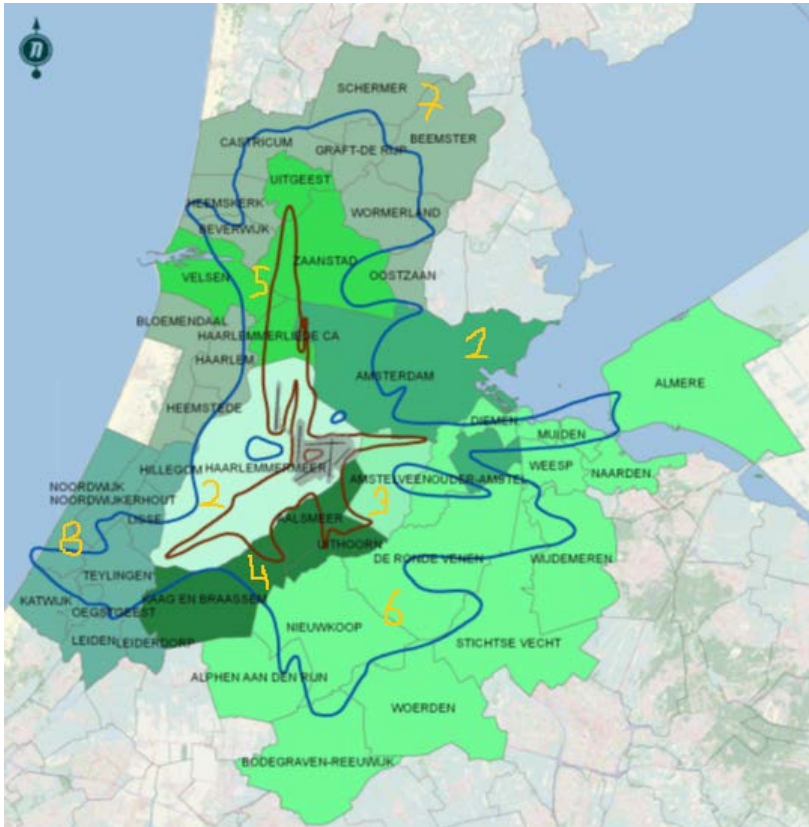 n
SCHERMER
7
BEEMSTER
CASTRICUM
GRAFT-DE RIJP
UITGEEST
HEEMSKERK
WORMERLAND
BEVERWIJK
ZAANSTAD
OOSTZAAN
VELSEN
5
BLOEMENDAAL
HAARLEMMERLIEDE CA
1
HAARLEM
AMSTERDAM
ALMERE
HEEMSTEDE
DIEMEN
MUIDEN
HILLEGOM
HAARLEMMERMEER
WEESP
NAARDEN
AMSTELVEEN
OUDER-AMSTEL
NOORDWIJK
2
3
NOORDWIJKERHOUT
LISSE
AALSMEER
8
UITHOORN
DE RONDE VENEN
WIJDEMEREN
TEYLINGEN
4
KATWIJK
KAAG EN BRAASSEM
OEGSTGEEST
6
NIEUWKOOP
LEIDEN
LEIDERDORP
STICHTSE VECHT
ALPHEN AAN DEN RIJN
WOERDEN
BODEGRAVEN-REEUWIJK